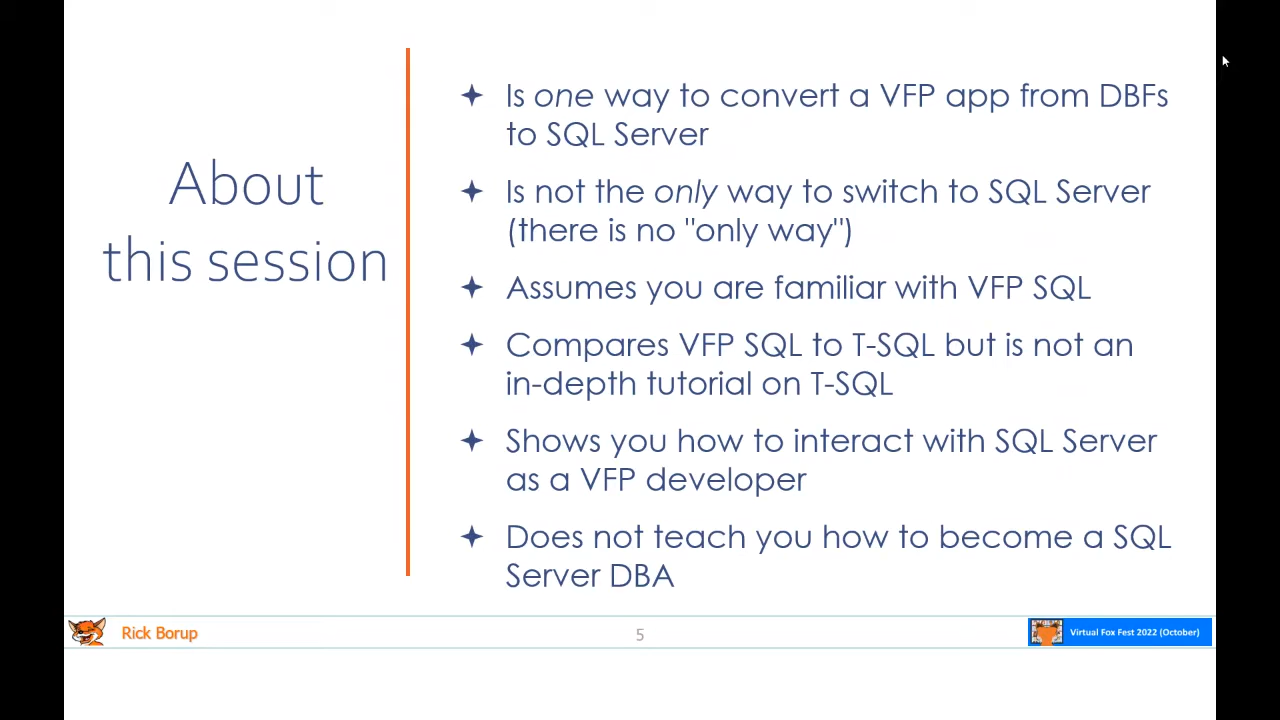 About
this session
Is one way to convert a VFP app from DBFs
to SQL Server
Is not the only way to switch to SQL Server
(there is no "only way")
Assumes you are familiar with VFP SQL
Compares VFP SQL to T-SQL but is not an
in-depth tutorial on T-SQL
Shows you how to interact with SQL Server
as a VFP developer
Does not teach you how to become a SQL
Server DBA
Rick Borup
5
Virtual Fox Fest 2022 (October)